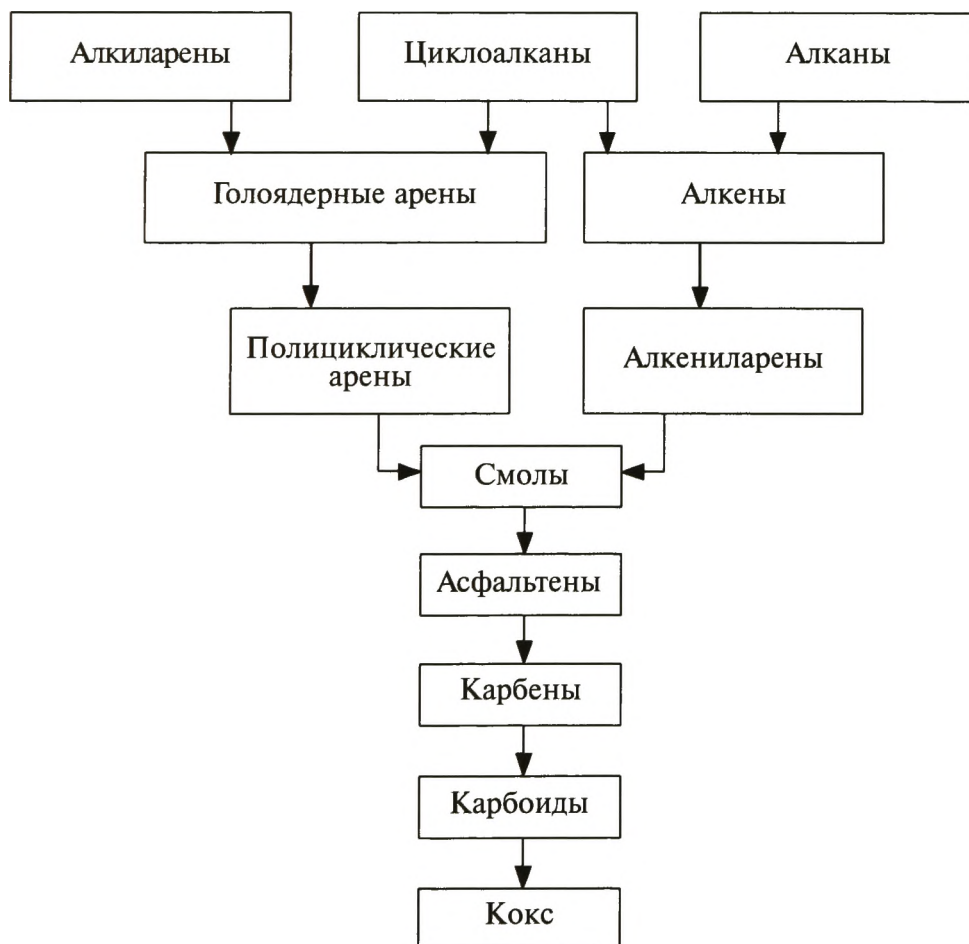 Алкиларены
Циклоалканы
Алканы
Голоядерные арены
Алкены
Полициклические
арены
Алкениларены
Смолы
Асфальтены
Карбены
Карбоиды
Кокс